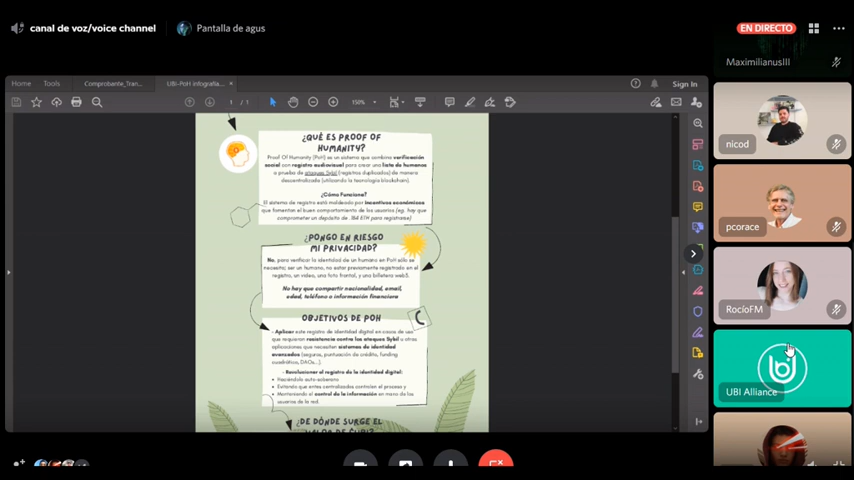 canal de voz/voice channel
Pantalla de agus
EN DIRECTO
MaximilianusIII
Home
Tools
Comprobante_Tran...
UBI-PoH infografía...
Sign In
1 / 1
150%
¿QUÉ ES PROOF OF
HUMANITY?
Proof Of Humanity (PoH) es un sistema que combina verificación
social con registro audiovisual para crear una lista de humanos
a prueba de ataques Sybil (registros duplicados) de manera
descentralizada (utilizando la tecnología blockchain).
¿Cómo Funciona?
El sistema de registro está moldeado por incentivos económicos
que fomentan el buen comportamiento de los usuarios (eg. hay que
comprometer un depósito de ETH para registrarse)
¿PONGO EN RIESGO
MI PRIVACIDAD?
No, para verificar la identidad de un humano en PoH sólo se
necesita: ser un humano, no estar previamente registrado en el
registro, un video, una foto frontal, y una billetera web3.
No hay que compartir nacionalidad, email,
edad, teléfono o información financiera
OBJETIVOS DE POH
- Aplicar este registro de identidad digital en casos de uso
que requieran resistencia contra los ataques Sybil u otras
aplicaciones que necesiten sistemas de identidad
avanzados (seguros, puntuación de crédito, funding
cuadrático, DAOs...).
- Revolucionar el registro de la identidad digital:
Haciéndolo auto-soberano
Evitando que entes centralizados controlen el proceso y
Manteniendo el control de la información en mano de los
usuarios de la red.
¿DE DÓNDE SURGE EL
VALOR DE $UBI?
nicod
pcorace
RocíoFM
UBI Alliance